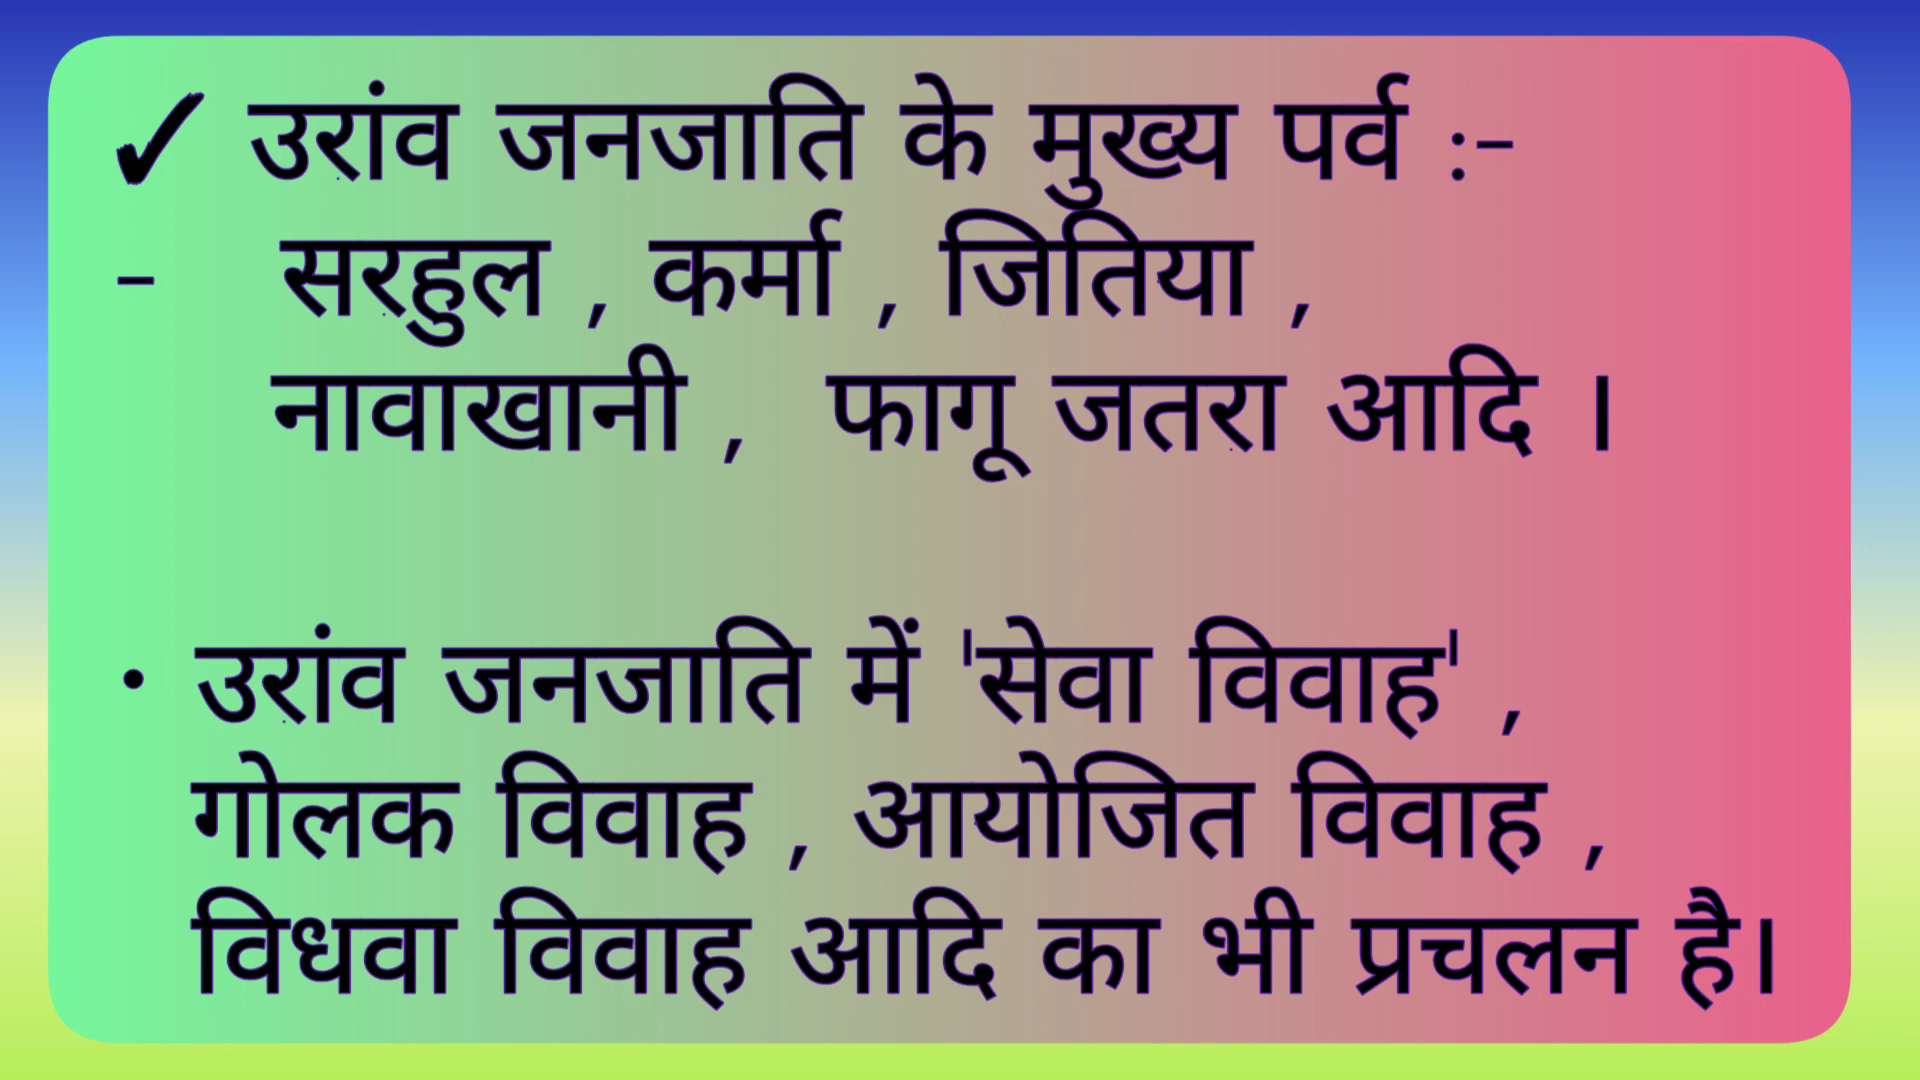 ✓ उरांव जनजाति के मुख्य पर्व :-
- सरहुल , कर्मा , जितिया ,
नावाखानी , फागू जतरा आदि ।
• उरांव जनजाति में 'सेवा विवाह' ,
गोलक विवाह , आयोजित विवाह ,
विधवा विवाह आदि का भी प्रचलन है।